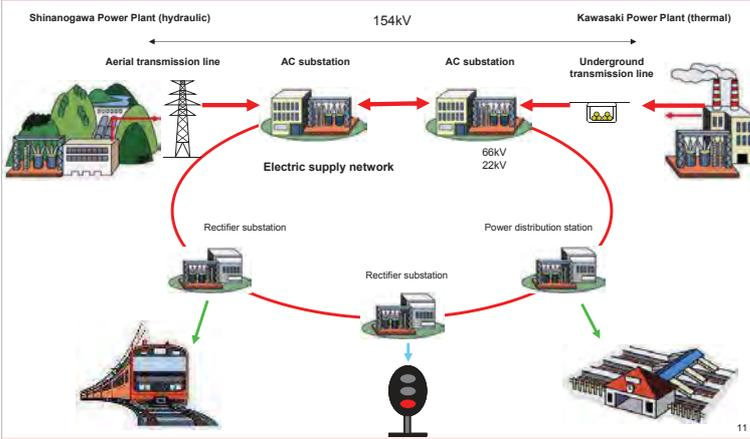 Shinanogawa Power Plant (hydraulic)
154kV
Kawasaki Power Plant (thermal)
Aerial transmission line
AC substation
AC substation
Underground
transmission line
66kV
22kV
Electric supply network
Rectifier substation
Power distribution station
Rectifier substation
11